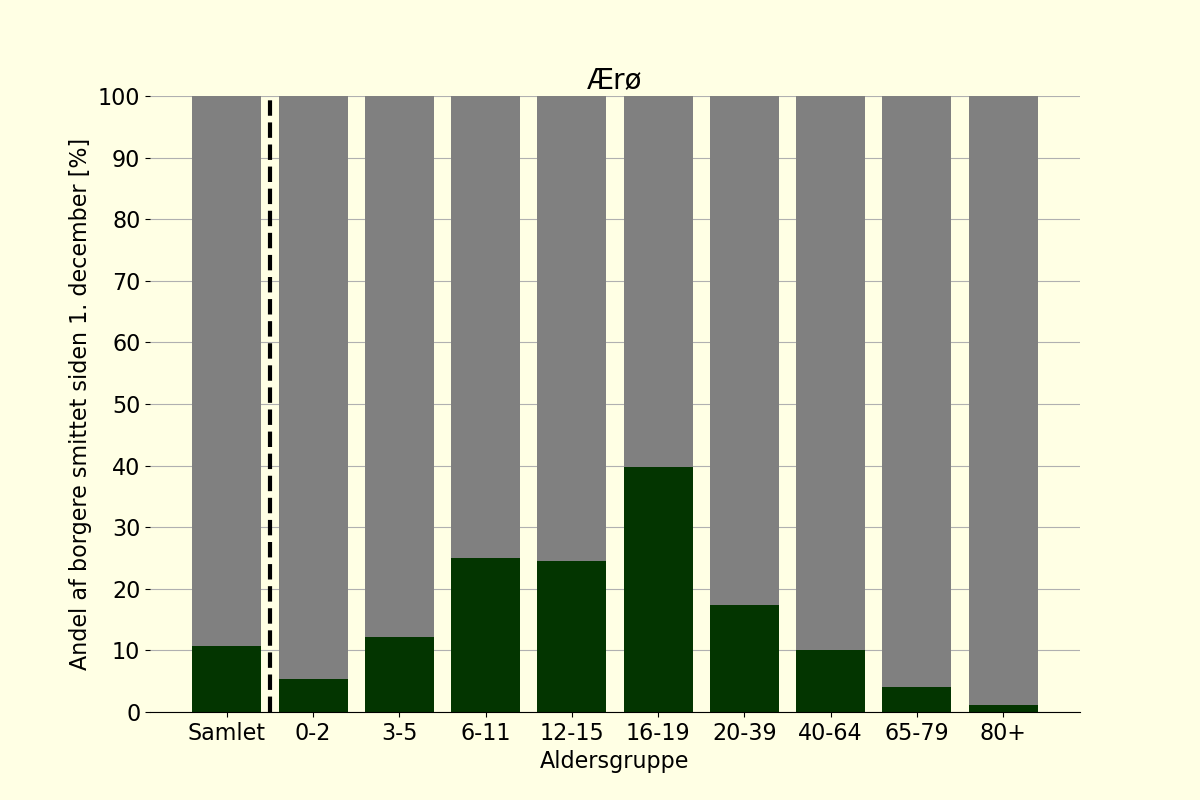 Ærø
Andel af borgere smittet siden 1. december [%]
100
90
80
70
60
50
40
30
20
10
0
Samlet 0-2 3-5 6-11 12-15 16-19 20-39 40-64 65-79 80+
Aldersgruppe